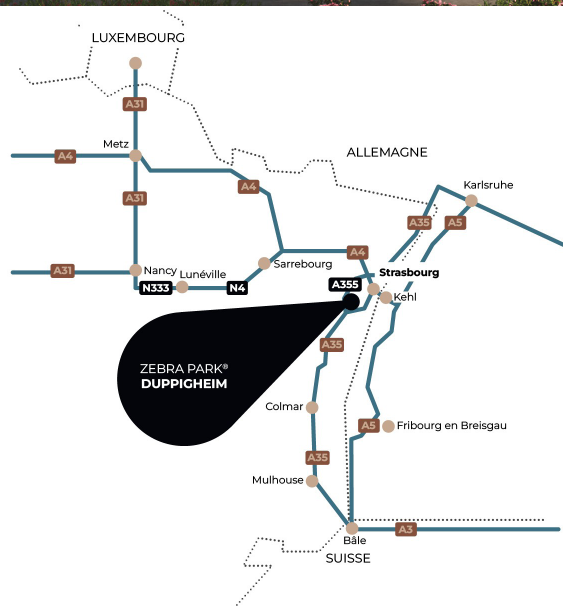 LUXEMBOURG
A31
Metz
A4
ALLEMAGNE
A4
Karlsruhe
A31
A35
A5
A4
Sarrebourg
Strasbourg
A31
Nancy
Lunéville
N333
N4
A355
Kehl
A35
ZEBRA PARK®
DUPPIGHEIM
Colmar
A5
Fribourg en Breisgau
A35
Mulhouse
A3
Bâle
SUISSE